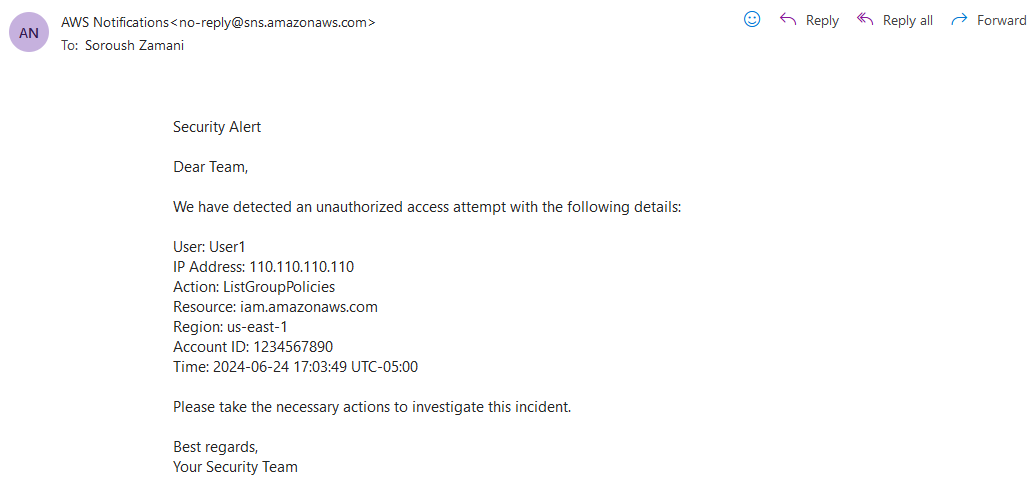 AN
AWS Notifications<no-reply@sns.amazonaws.com>
To: Soroush Zamani
Reply
Reply all
Forward
Security Alert
Dear Team,
We have detected an unauthorized access attempt with the following details:
User: User1
IP Address: 110.110.110.110
Action: ListGroupPolicies
Resource: iam.amazonaws.com
Region: us-east-1
Account ID: 1234567890
Time: 2024-06-24 17:03:49 UTC-05:00
Please take the necessary actions to investigate this incident.
Best regards,
Your Security Team